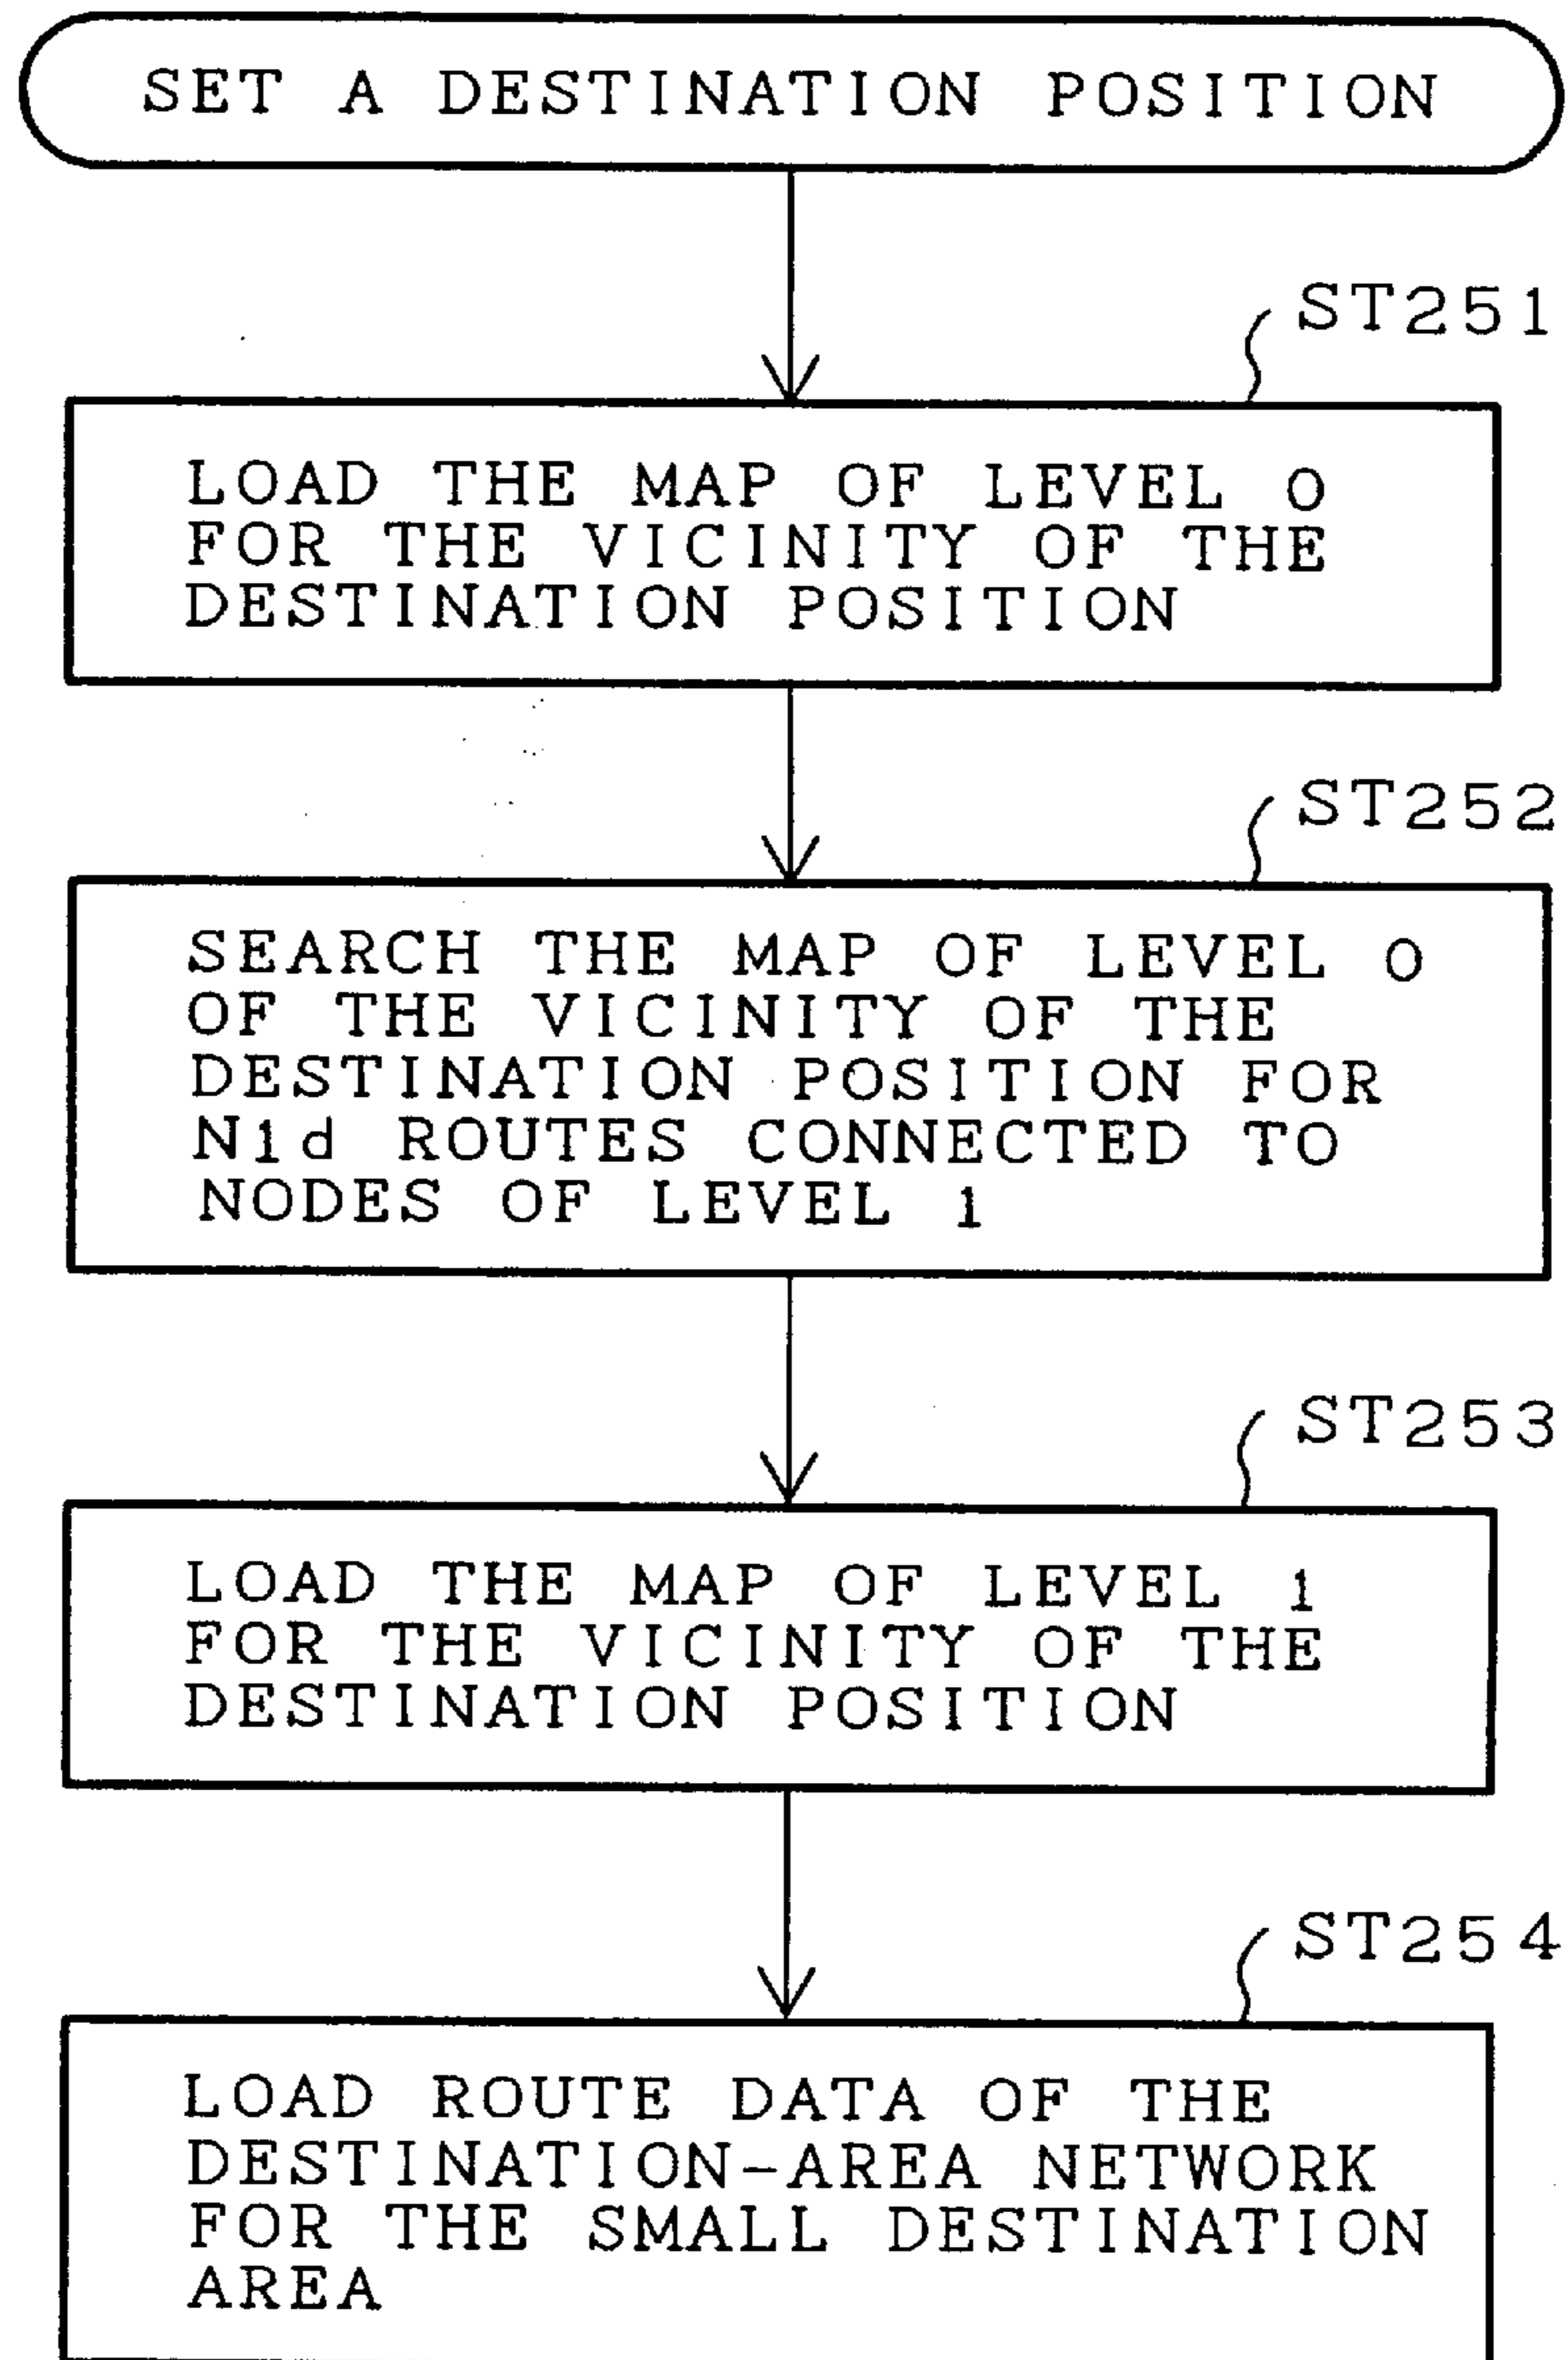 SET A DESTINATION POSITION
ST251
LOAD THE MAP OF LEVEL 0
FOR THE VICINITY OF THE
DESTINATION POSITION
ST252
SEARCH THE MAP OF LEVEL 0
OF THE VICINITY OF THE
DESTINATION POSITION FOR
N1d ROUTES CONNECTED TO
NODES OF LEVEL 1
ST253
LOAD THE MAP OF LEVEL 1
FOR THE VICINITY OF THE
DESTINATION POSITION
ST254
LOAD ROUTE DATA OF THE
DESTINATION-AREA NETWORK
FOR THE SMALL DESTINATION
AREA